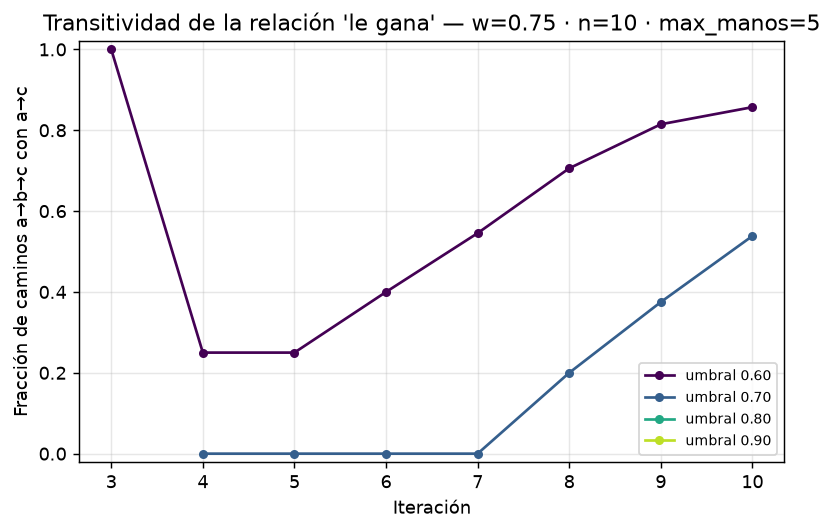 Transitividad de la relación 'le gana' — w=0.75 · n=10 · max_manos=5
Fracción de caminos a→b→c con a→c
1.0
0.8
0.6
0.4
0.2
0.0
umbral 0.60
umbral 0.70
umbral 0.80
umbral 0.90
3 4 5 6 7 8 9 10
Iteración